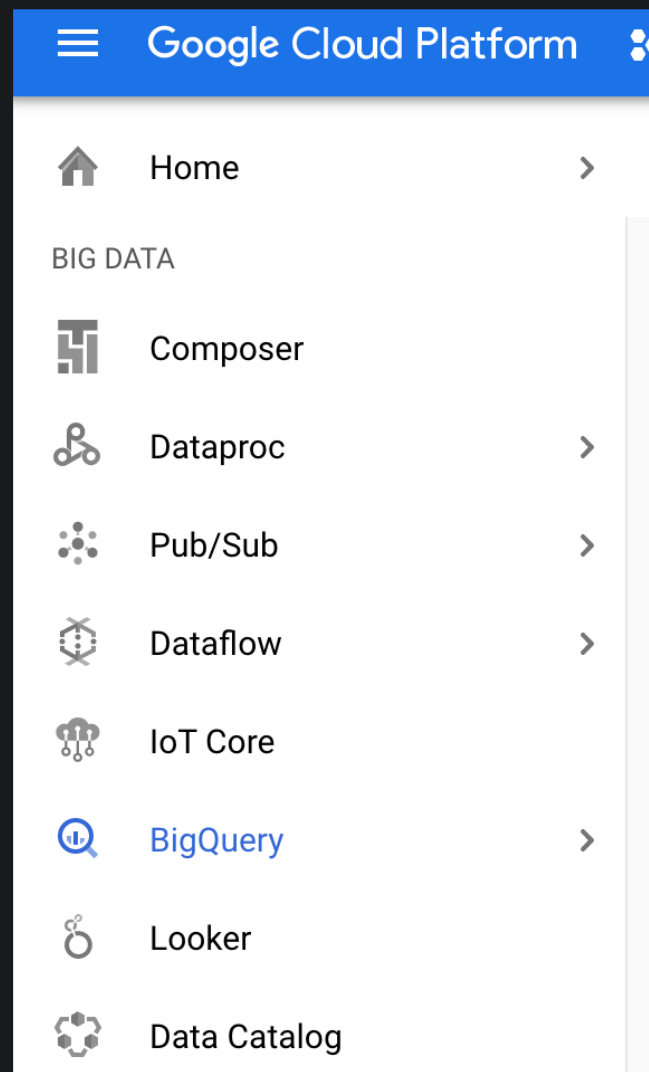 Google Cloud Platform
Home
BIG DATA
Composer
Dataproc
Pub/Sub
Dataflow
IoT Core
BigQuery
Looker
Data Catalog